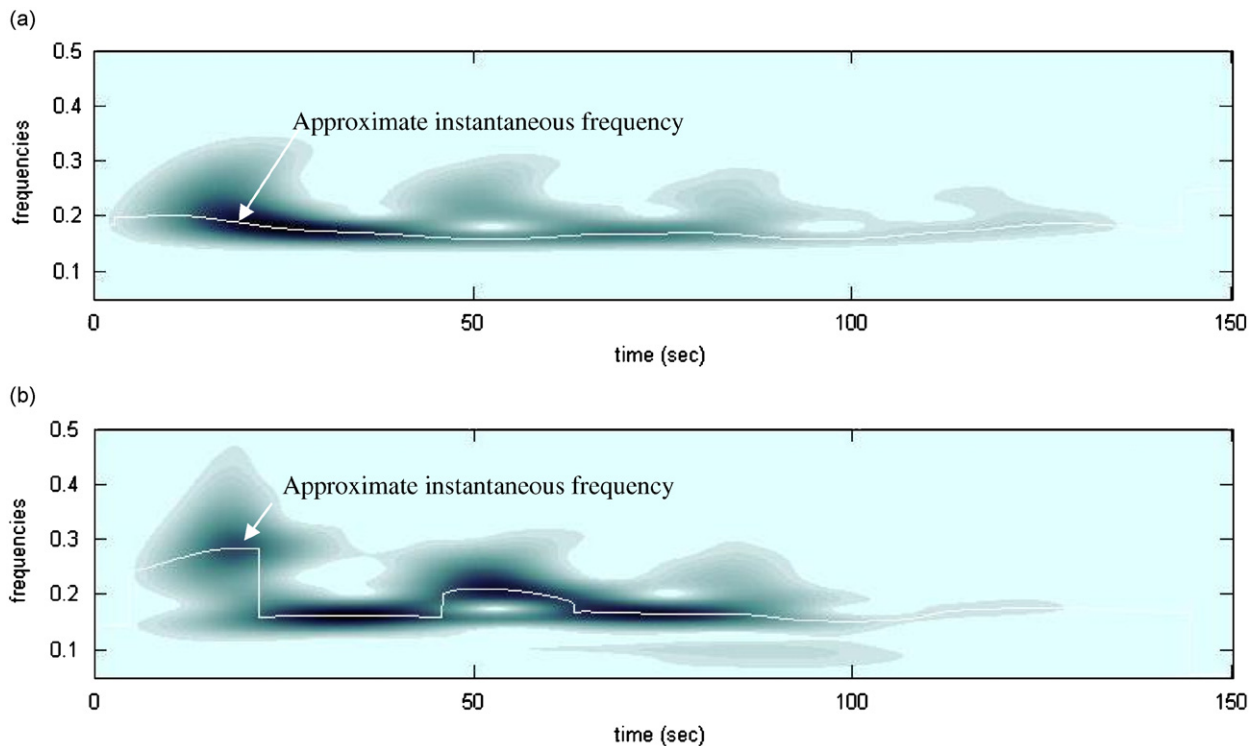 (a)
0.5
0.4
0.3
0.2
0.1
frequencies
Approximate instantaneous frequency
0 50 100 150
time (sec)
(b)
0.5
0.4
0.3
0.2
0.1
frequencies
Approximate instantaneous frequency
0 50 100 150
time (sec)